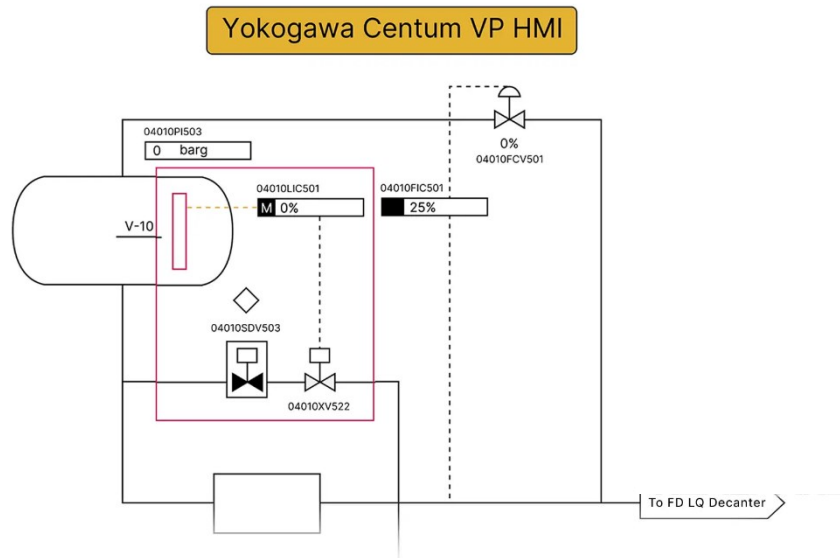 Yokogawa Centum VP HMI
04010PI503
0 barg
0%
04010FCV501
04010LIC501
M 0%
04010FIC501
25%
V-10
04010SDV503
04010XV522
To FD LQ Decanter